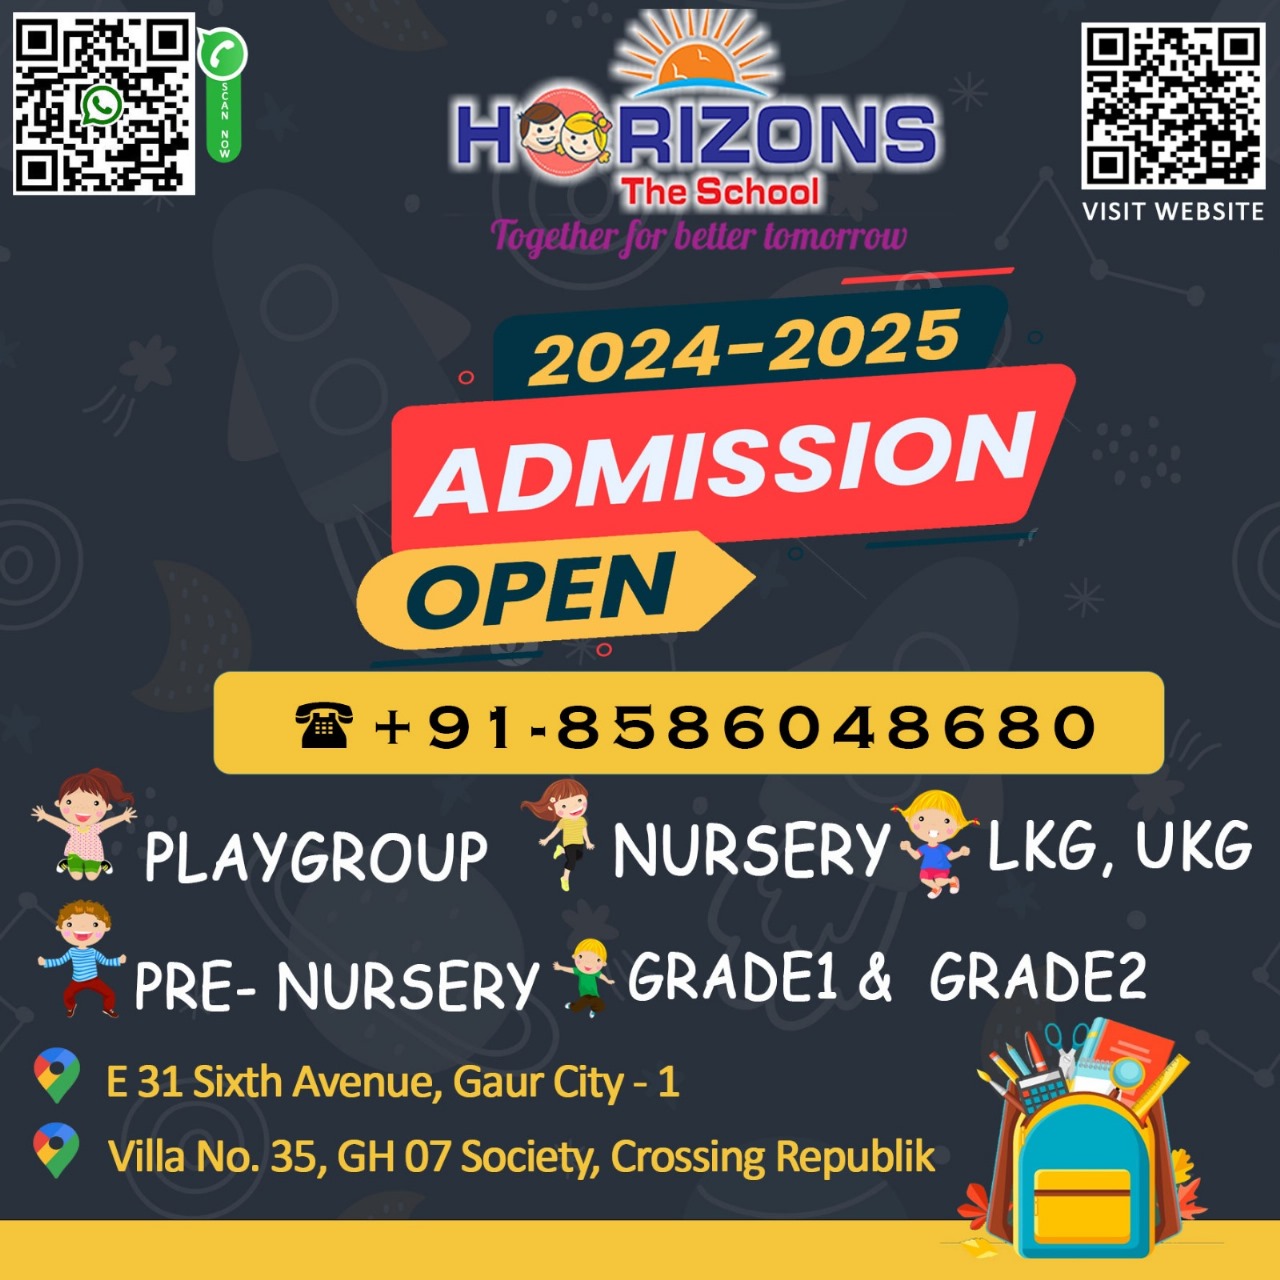 SCAN NOW
HORIZONS
The School
Together for better tomorrow
VISIT WEBSITE
2024-2025
ADMISSION
OPEN
☎ +91-8586048680
PLAYGROUP
NURSERY
LKG, UKG
PRE- NURSERY
GRADE1 & GRADE2
E 31 Sixth Avenue, Gaur City - 1
Villa No. 35, GH 07 Society, Crossing Republik